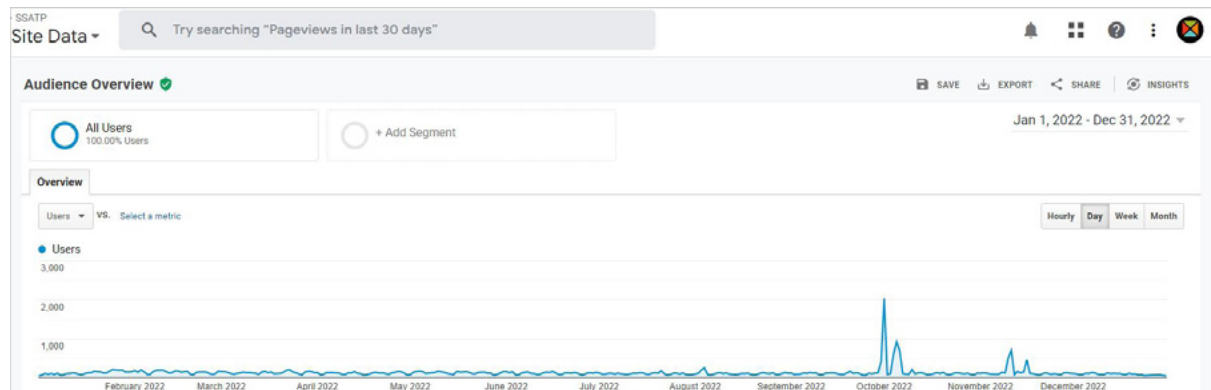 SSATP
Site Data
Try searching "Pageviews in last 30 days"
Audience Overview
SAVE
EXPORT
SHARE
INSIGHTS
All Users
100.00% Users
+ Add Segment
Jan 1, 2022 - Dec 31, 2022
Overview
Users
VS.
Select a metric
Hourly
Day
Week
Month
Users
3,000
2,000
1,000
February 2022
March 2022
April 2022
May 2022
June 2022
July 2022
August 2022
September 2022
October 2022
November 2022
December 2022